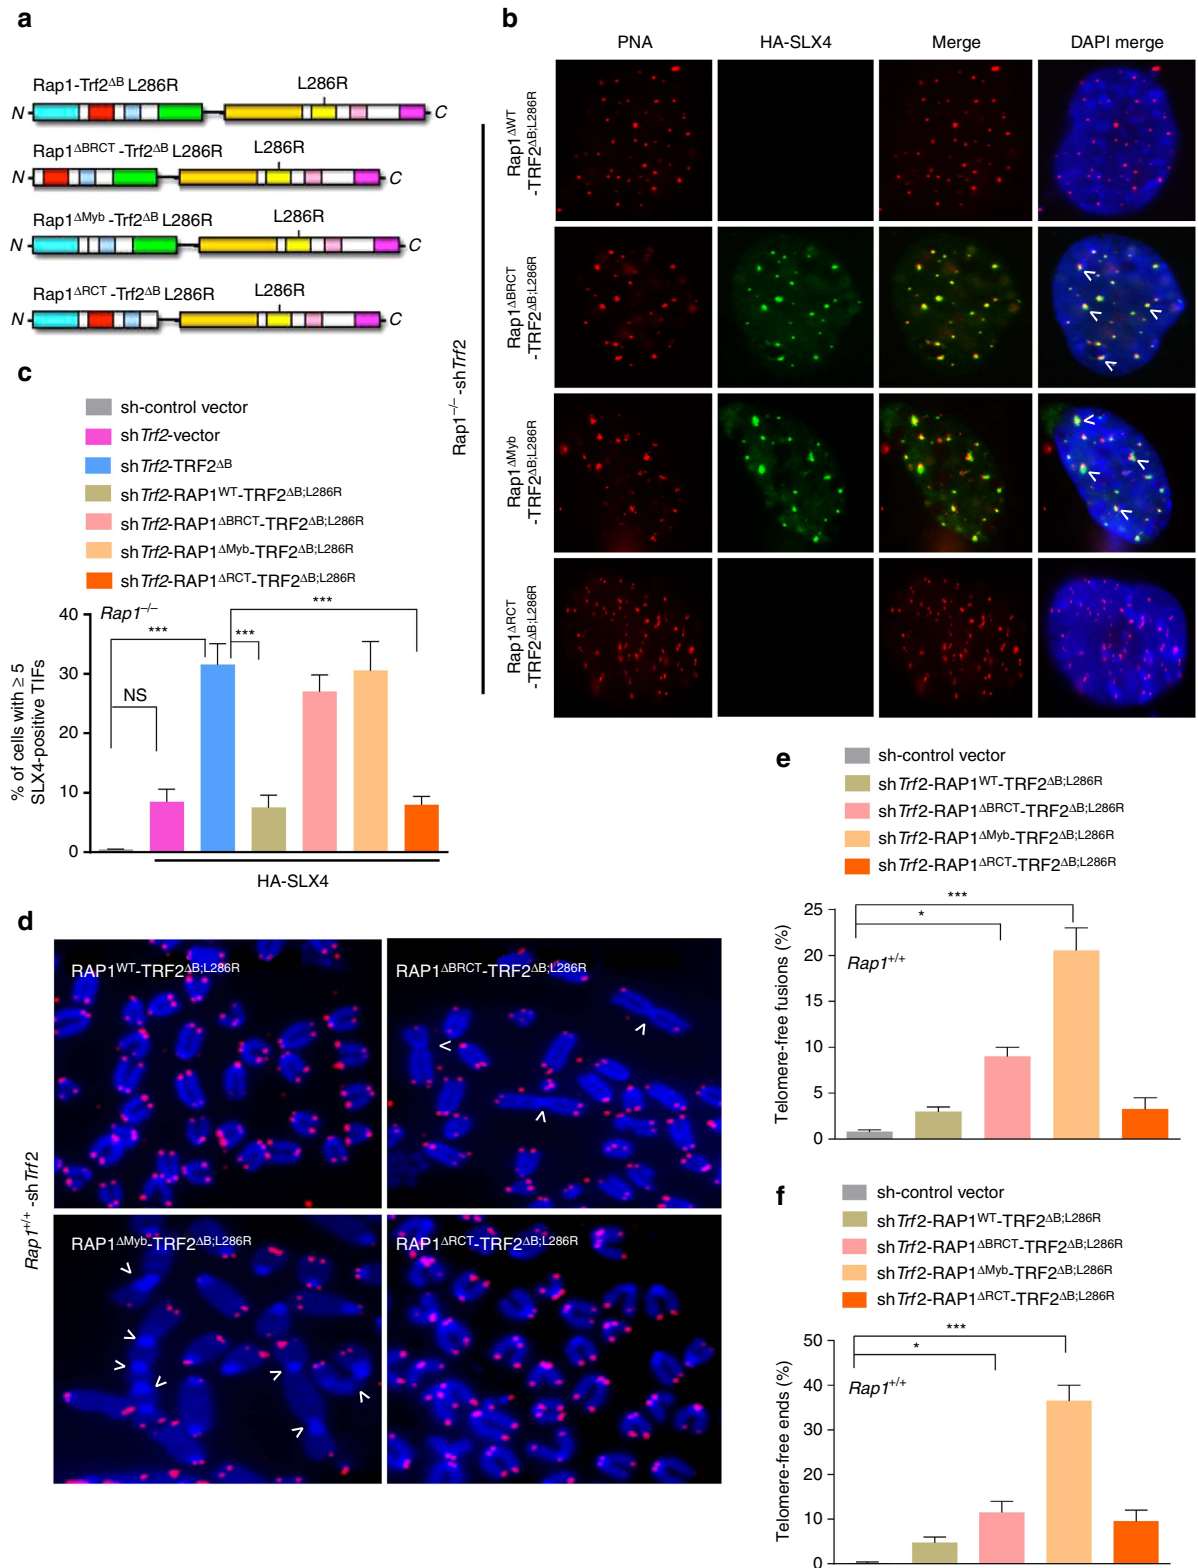 a
Rap1-Trf2ΔB L286R
L286R
N
C
Rap1ΔBRCT -Trf2ΔB L286R
L286R
N
C
Rap1ΔMyb -Trf2ΔB L286R
L286R
N
C
Rap1ΔRCT -Trf2ΔB L286R
L286R
N
C
b
PNA HA-SLX4 Merge DAPI merge
Rap1–/– -shTrf2
Rap1ΔWT
-TRF2ΔB;L286R
Rap1ΔBRCT
-TRF2ΔB;L286R
Rap1ΔMyb
-TRF2ΔB;L286R
Rap1ΔRCT
-TRF2ΔB;L286R
c
sh-control vector
shTrf2-vector
shTrf2-TRF2ΔB
shTrf2-RAP1WT-TRF2ΔB;L286R
shTrf2-RAP1ΔBRCT-TRF2ΔB;L286R
shTrf2-RAP1ΔMyb-TRF2ΔB;L286R
shTrf2-RAP1ΔRCT-TRF2ΔB;L286R
% of cells with ≥ 5
SLX4-positive TIFs
40
30
20
10
0
Rap1–/–
***
***
***
NS
HA-SLX4
d
Rap1+/+ -shTrf2
RAP1WT-TRF2ΔB;L286R
RAP1ΔBRCT-TRF2ΔB;L286R
RAP1ΔMyb-TRF2ΔB;L286R
RAP1ΔRCT-TRF2ΔB;L286R
e
sh-control vector
shTrf2-RAP1WT-TRF2ΔB;L286R
shTrf2-RAP1ΔBRCT-TRF2ΔB;L286R
shTrf2-RAP1ΔMyb-TRF2ΔB;L286R
shTrf2-RAP1ΔRCT-TRF2ΔB;L286R
Telomere-free fusions (%)
25
20
15
10
5
0
***
*
Rap1+/+
f
sh-control vector
shTrf2-RAP1WT-TRF2ΔB;L286R
shTrf2-RAP1ΔBRCT-TRF2ΔB;L286R
shTrf2-RAP1ΔMyb-TRF2ΔB;L286R
shTrf2-RAP1ΔRCT-TRF2ΔB;L286R
Telomere-free ends (%)
50
40
30
20
10
0
***
*
Rap1+/+